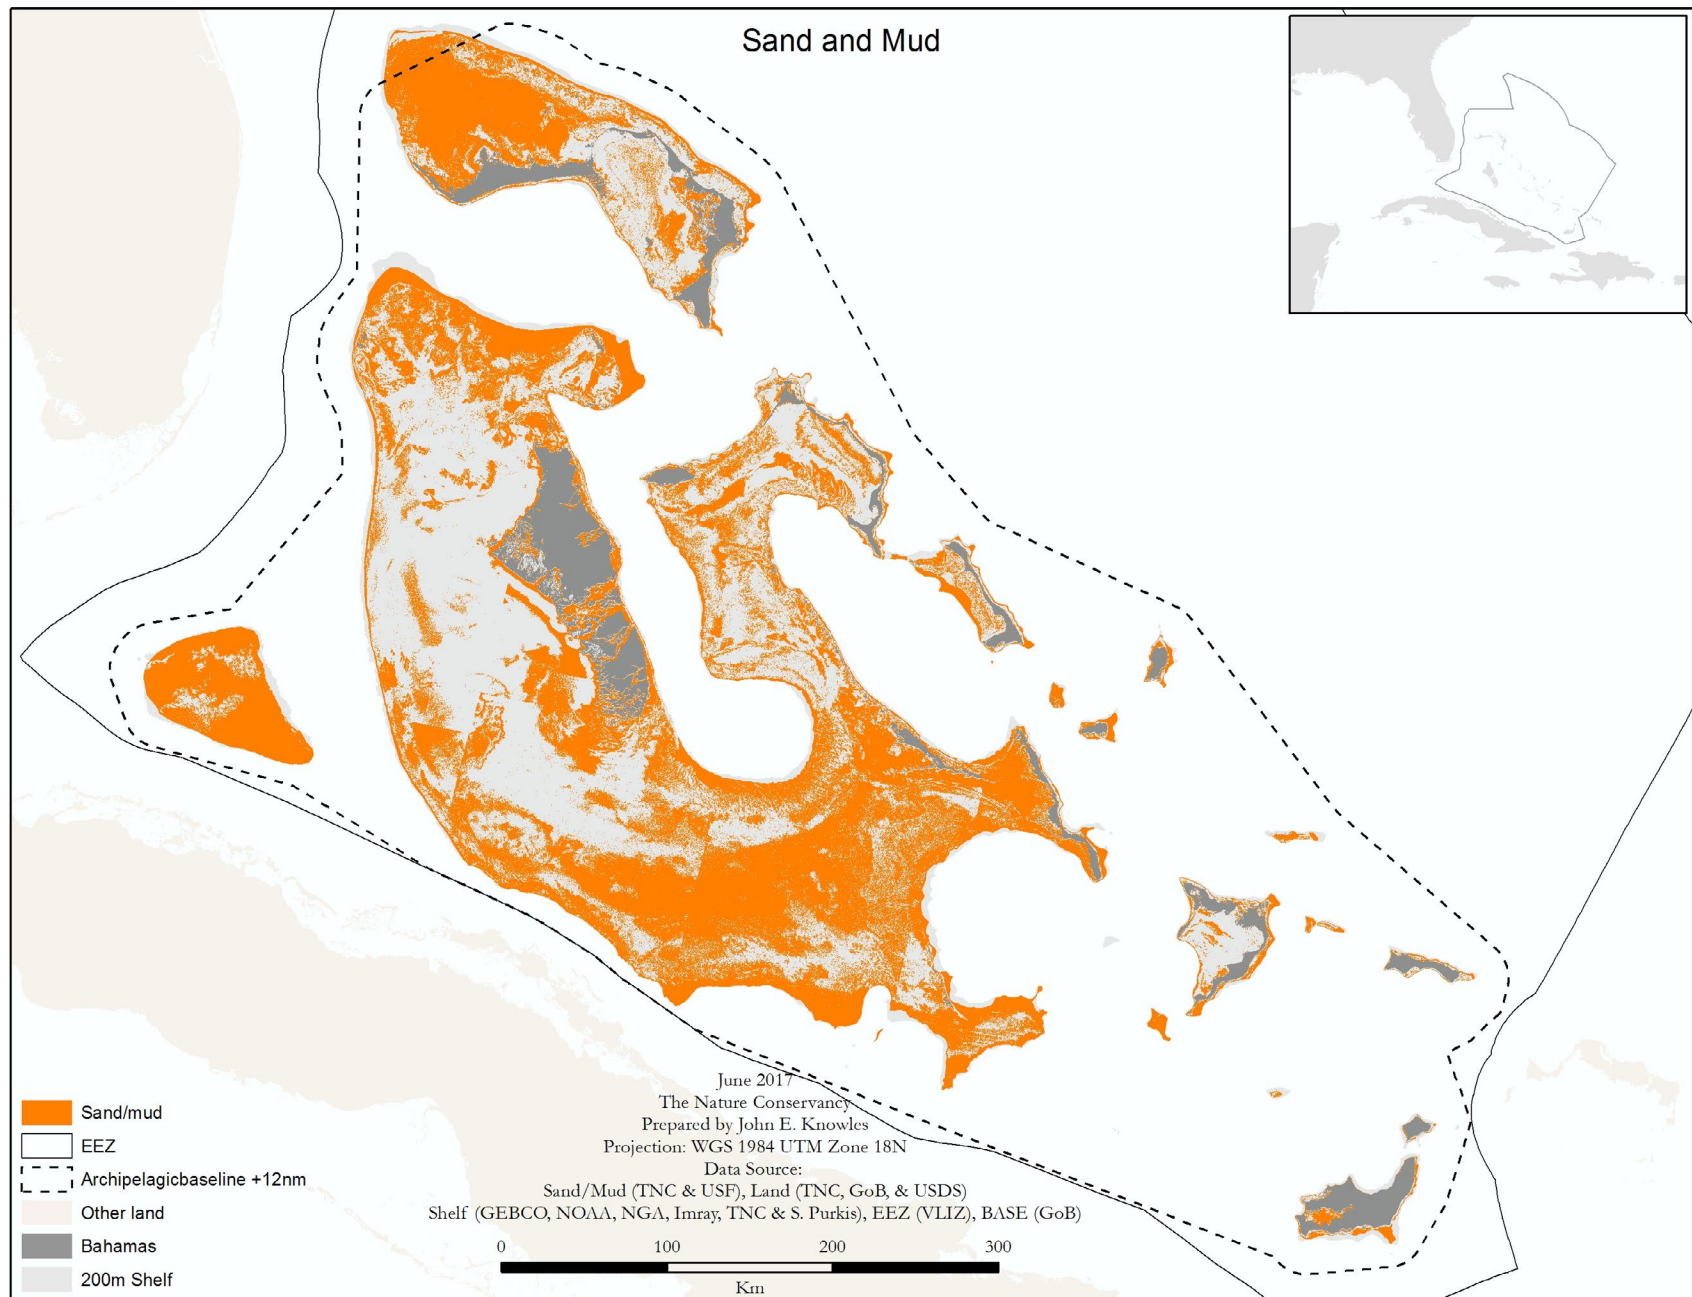 Sand and Mud
June 2017
The Nature Conservancy
Prepared by John E. Knowles
Projection: WGS 1984 UTM Zone 18N
Data Source:
Sand/Mud (TNC & USF), Land (TNC, GoB, & USDS)
Shelf (GEBCO, NOAA, NGA, Imray, TNC & S. Purkis), EEZ (VLIZ), BASE (GoB)
Sand/mud
EEZ
Archipelagicbaseline +12nm
Other land
Bahamas
200m Shelf
0 100 200 300
Km